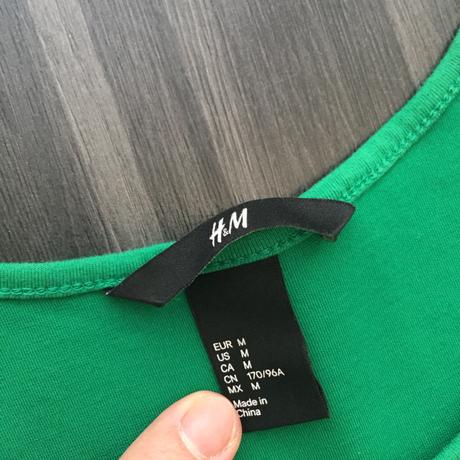 H&M
EUR M
US M
CA M
CN 170/96A
MX M
Made in
China